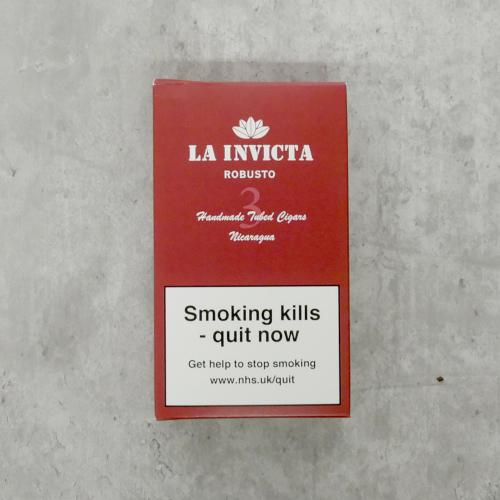 LA INVICTA
ROBUSTO
3
Handmade Tubed Cigars
Nicaragua
Smoking kills
- quit now
Get help to stop smoking
www.nhs.uk/quit